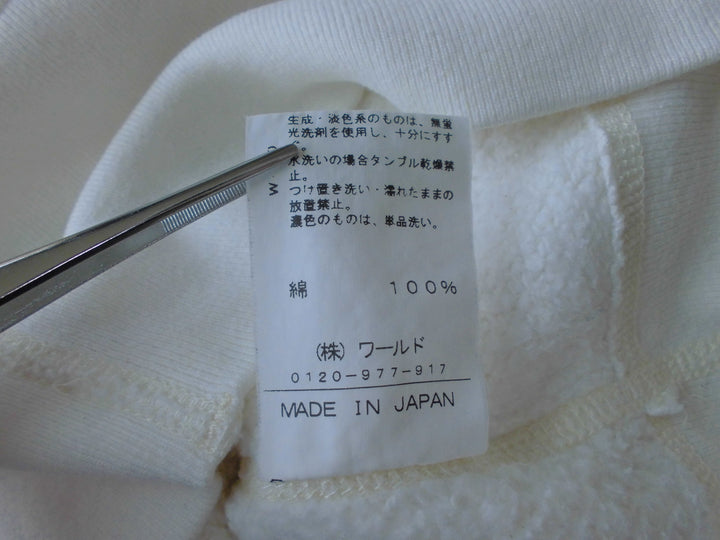 生成・淡色系のものは、無蛍
光洗剤を使用し、十分にすす
ぐ。
水洗いの場合タンブル乾燥禁
止。
つけ置き洗い・濡れたままの
放置禁止。
濃色のものは、単品洗い。
綿 100%
(株) ワールド
0120-977-917
MADE IN JAPAN